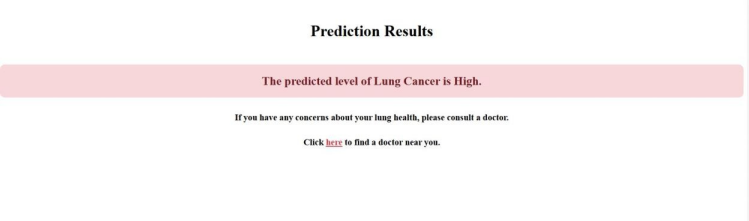 Prediction Results
The predicted level of Lung Cancer is High.
If you have any concerns about your lung health, please consult a doctor.
Click here to find a doctor near you.